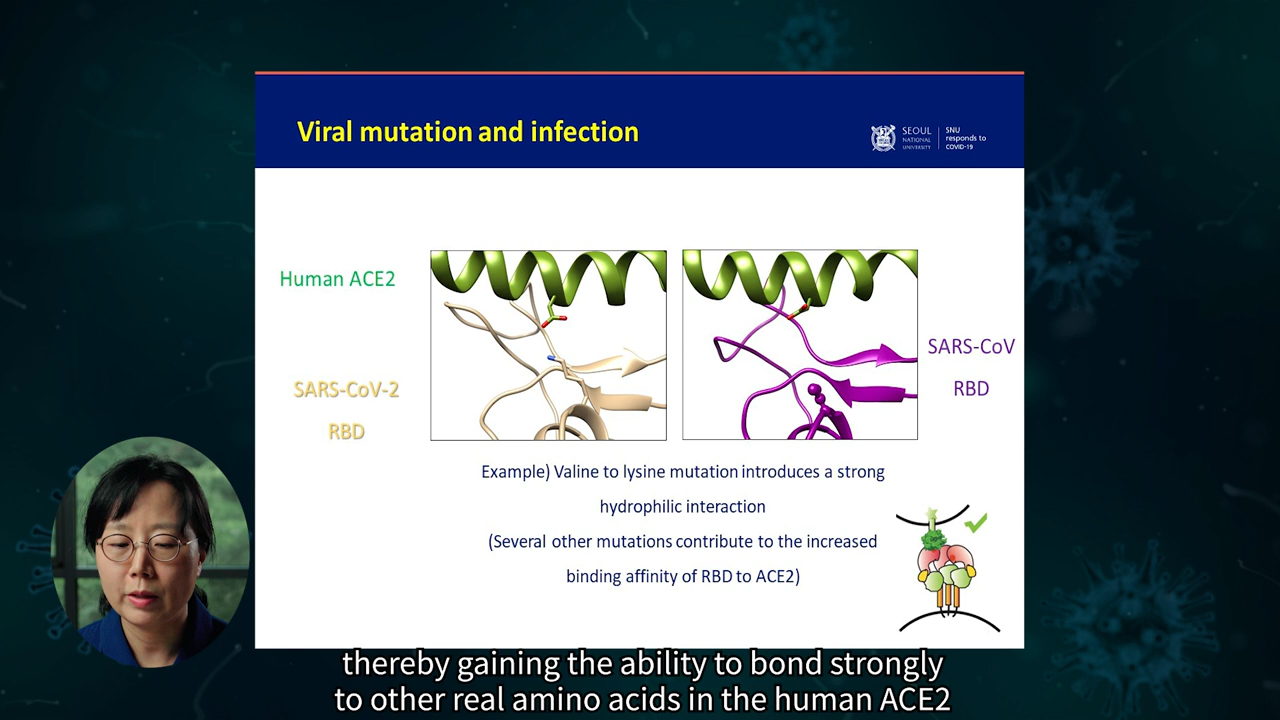 Viral mutation and infection
SEOUL
NATIONAL
UNIVERSITY
SNU
responds to
COVID-19
Human ACE2
SARS-CoV-2
RBD
SARS-CoV
RBD
Example) Valine to lysine mutation introduces a strong
hydrophilic interaction
(Several other mutations contribute to the increased
binding affinity of RBD to ACE2)
thereby gaining the ability to bond strongly
to other real amino acids in the human ACE2